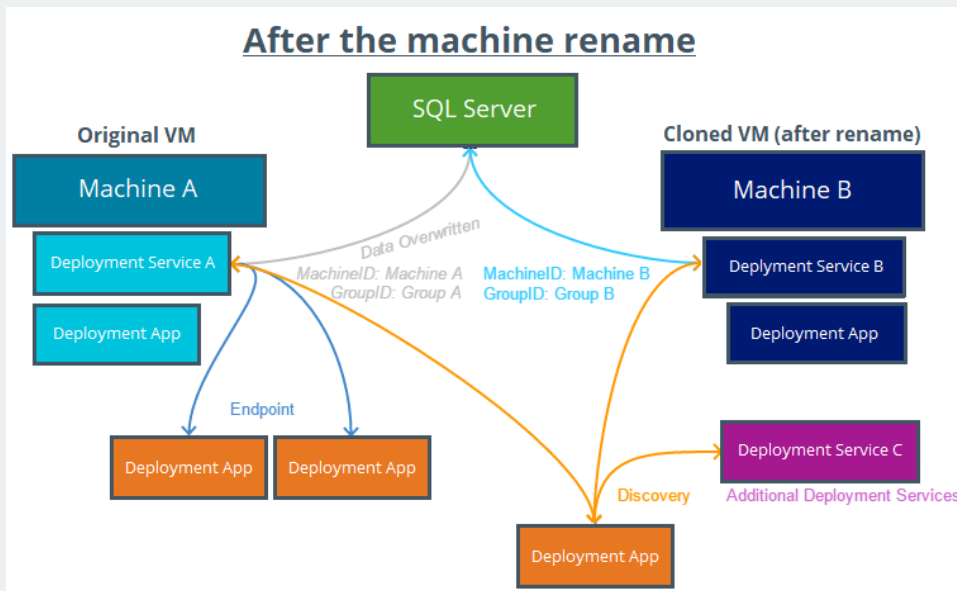 After the machine rename
SQL Server
Original VM
Cloned VM (after rename)
Machine A
Machine B
Data Overwritten
Deployment Service A
MachineID: Machine A
GroupID: Group A
MachineID: Machine B
GroupID: Group B
Deplyment Service B
Deployment App
Deployment App
Endpoint
Deployment App
Deployment App
Deployment Service C
Discovery
Additional Deployment Services
Deployment App